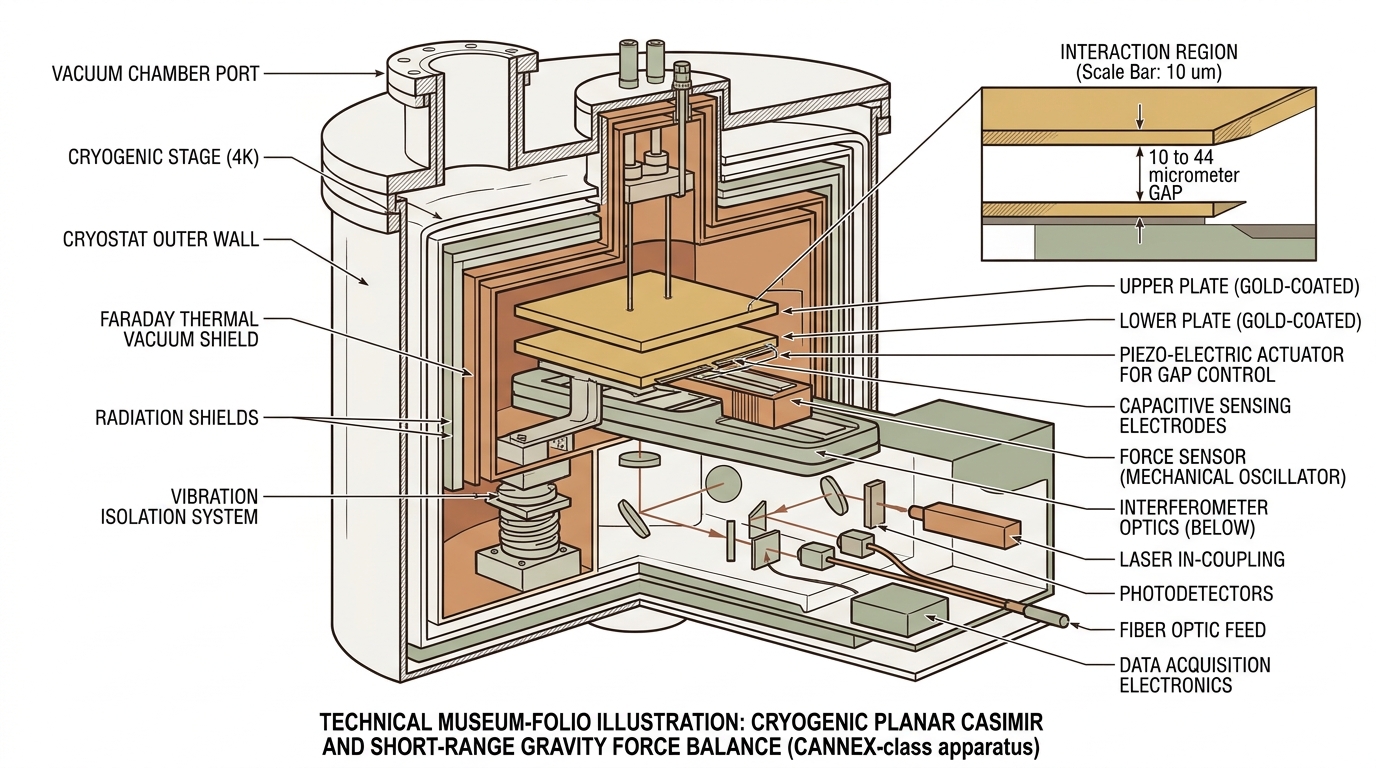 VACUUM CHAMBER PORT
CRYOGENIC STAGE (4K)
CRYOSTAT OUTER WALL
FARADAY THERMAL
VACUUM SHIELD
RADIATION SHIELDS
VIBRATION
ISOLATION SYSTEM
INTERACTION REGION
(Scale Bar: 10 um)
10 to 44
micrometer
GAP
UPPER PLATE (GOLD-COATED)
LOWER PLATE (GOLD-COATED)
PIEZO-ELECTRIC ACTUATOR
FOR GAP CONTROL
CAPACITIVE SENSING
ELECTRODES
FORCE SENSOR
(MECHANICAL OSCILLATOR)
INTERFEROMETER
OPTICS (BELOW)
LASER IN-COUPLING
PHOTODETECTORS
FIBER OPTIC FEED
DATA ACQUISITION
ELECTRONICS
TECHNICAL MUSEUM-FOLIO ILLUSTRATION: CRYOGENIC PLANAR CASIMIR
AND SHORT-RANGE GRAVITY FORCE BALANCE (CANNEX-class apparatus)